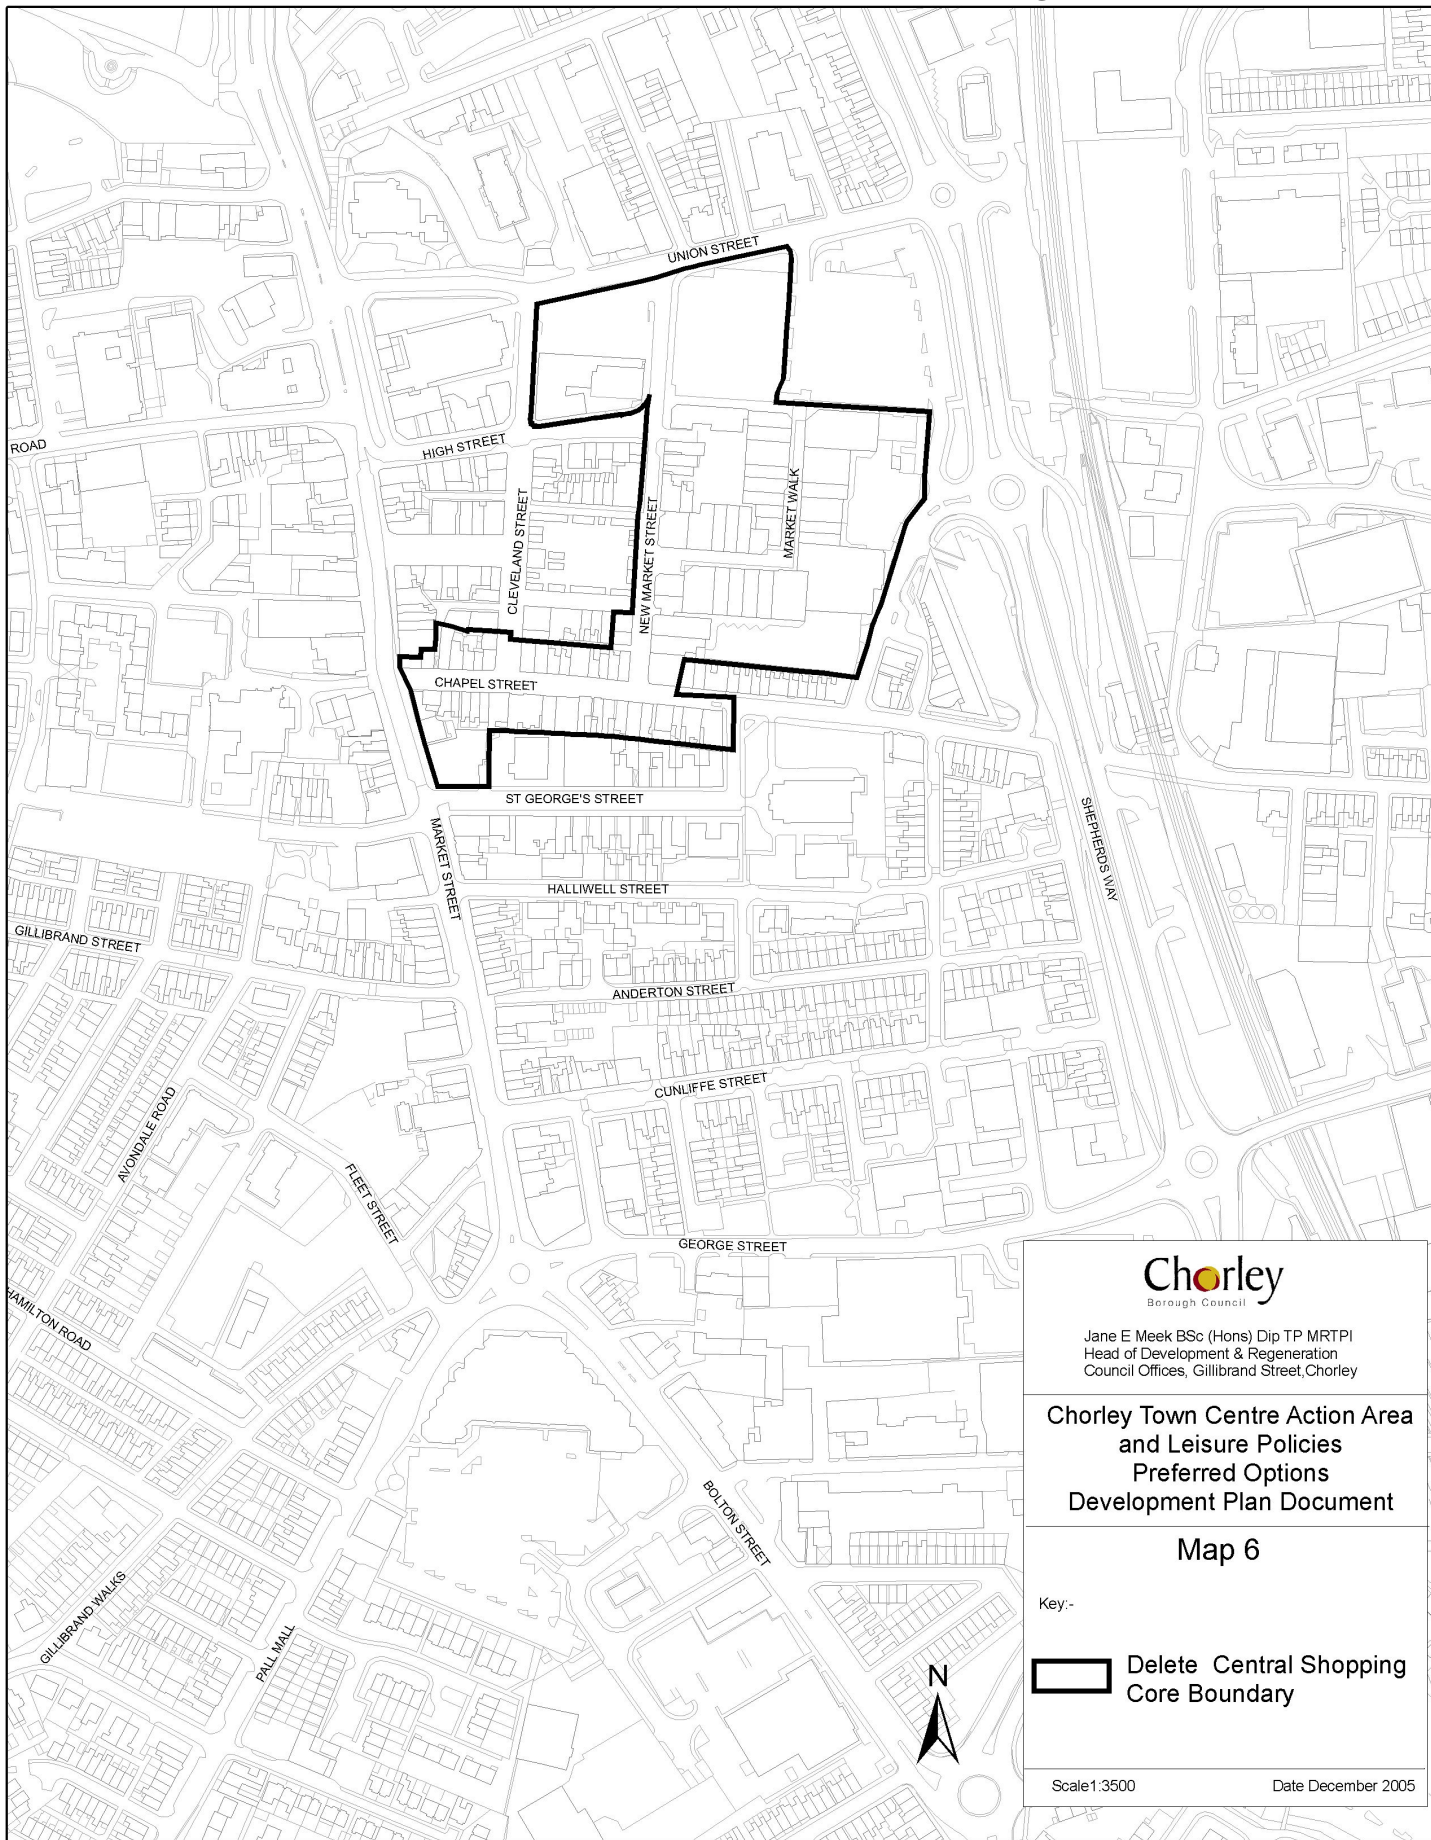 UNION STREET
ROAD
HIGH STREET
CLEVELAND STREET
NEW MARKET STREET
MARKET WALK
CHAPEL STREET
ST GEORGE'S STREET
MARKET STREET
SHEPHERDS WAY
HALLIWELL STREET
GILLIBRAND STREET
ANDERTON STREET
CUNLIFFE STREET
AVONDALE ROAD
FLEET STREET
GEORGE STREET
HAMILTON ROAD
BOLTON STREET
GILLIBRAND WALKS
PALL MALL
N
Chorley
Borough Council
Jane E Meek BSc (Hons) Dip TP MRTPI
Head of Development & Regeneration
Council Offices, Gillibrand Street,Chorley
Chorley Town Centre Action Area
and Leisure Policies
Preferred Options
Development Plan Document
Map 6
Key:-
Delete Central Shopping
Core Boundary
Scale1:3500
Date December 2005